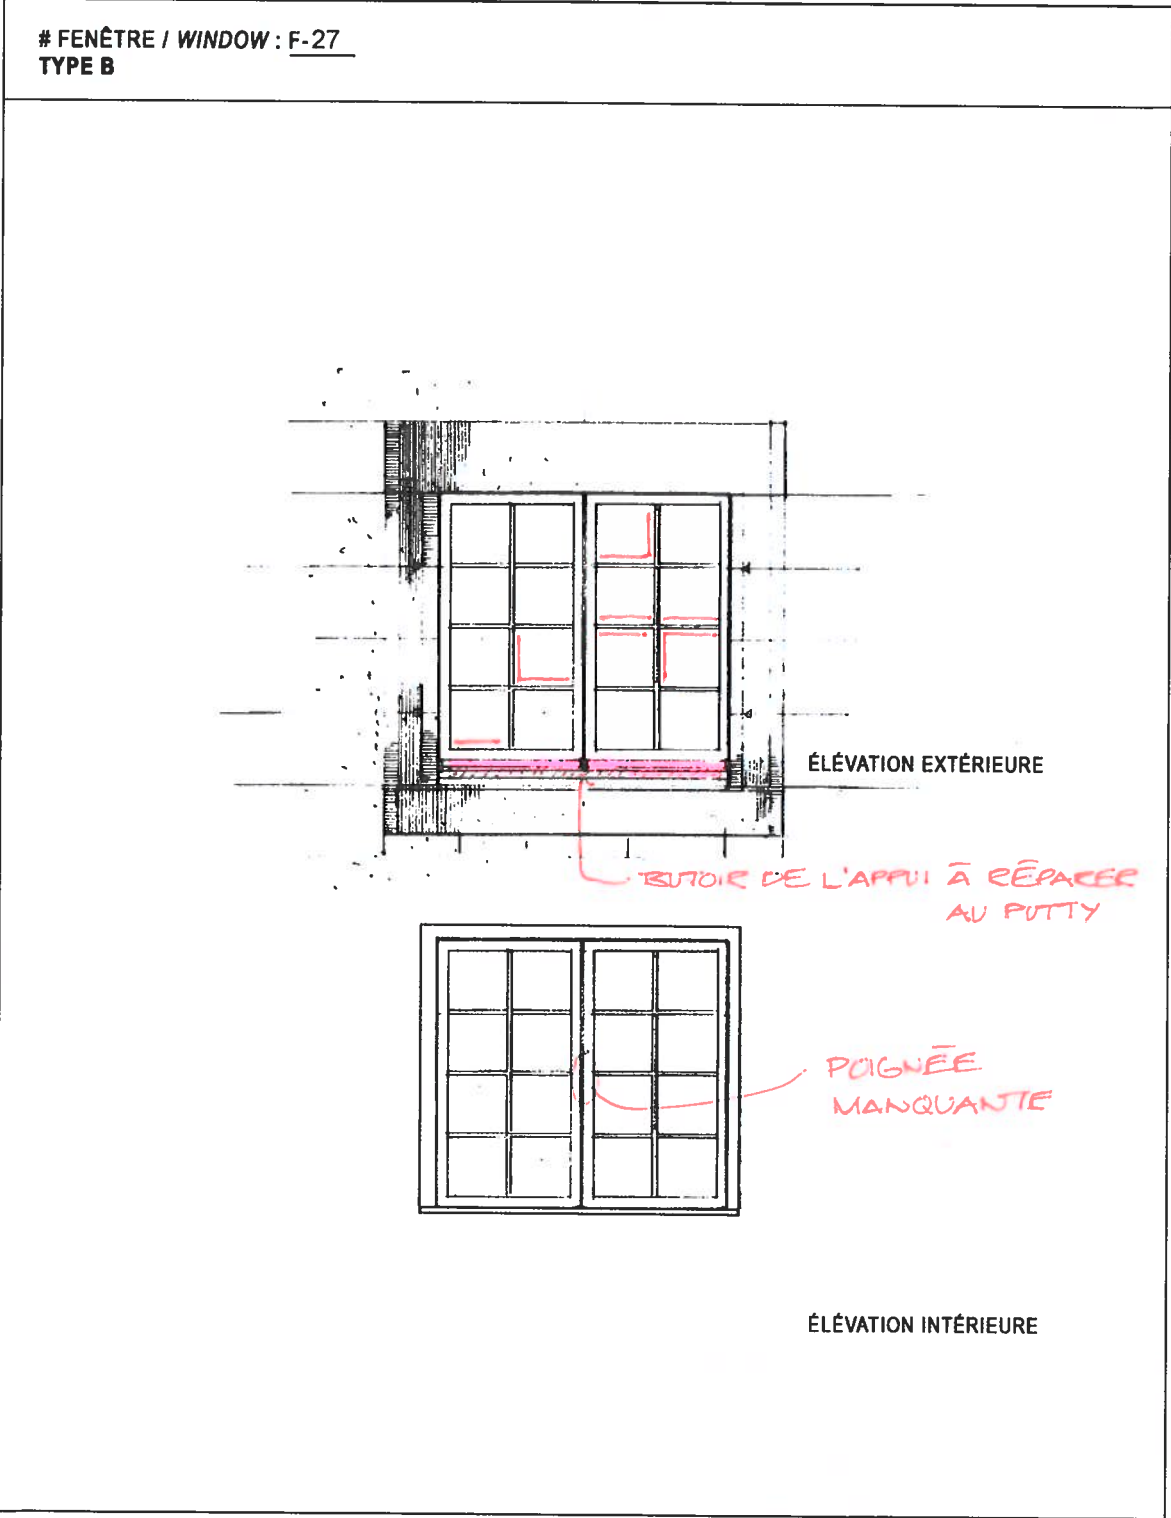 # FENÊTRE / WINDOW : F-27
TYPE B
ÉLÉVATION EXTÉRIEURE
BUTOIR DE L'APPUI À RÉPARER
AU PUTTY
POIGNÉE
MANQUANTE
ÉLÉVATION INTÉRIEURE